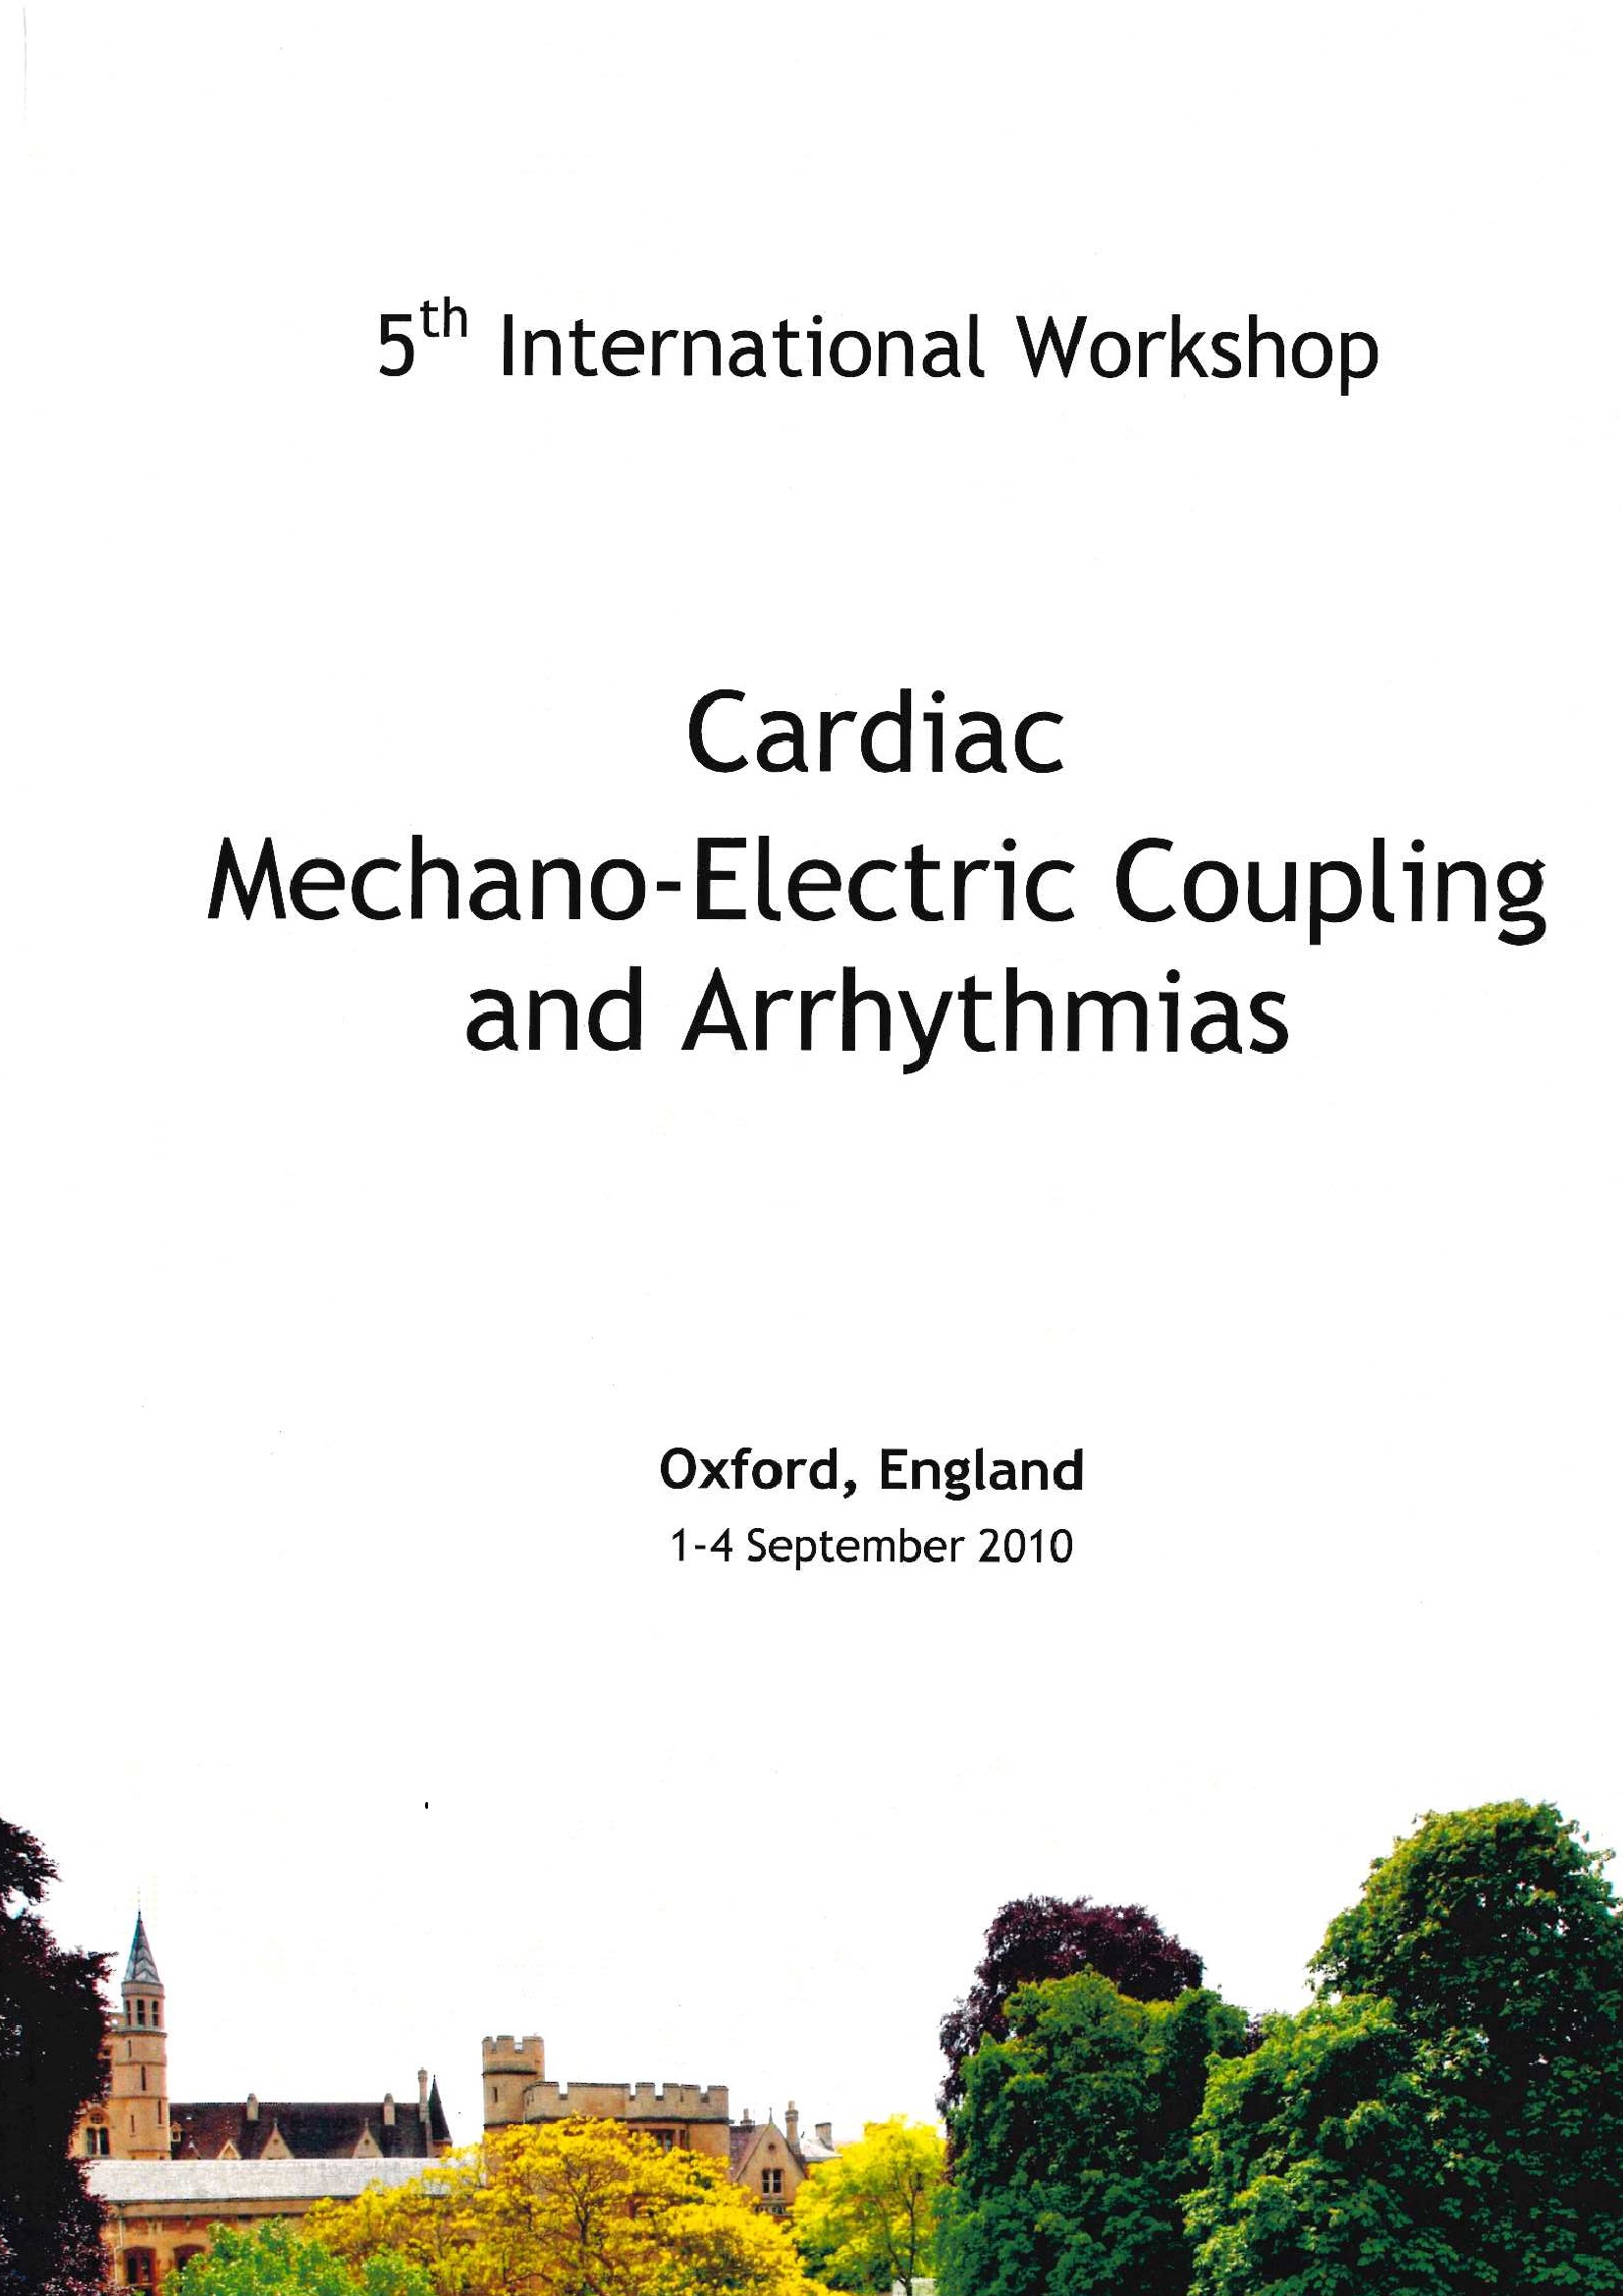 5th International Workshop
Cardiac
Mechano-Electric Coupling
and Arrhythmias
Oxford, England
1-4 September 2010